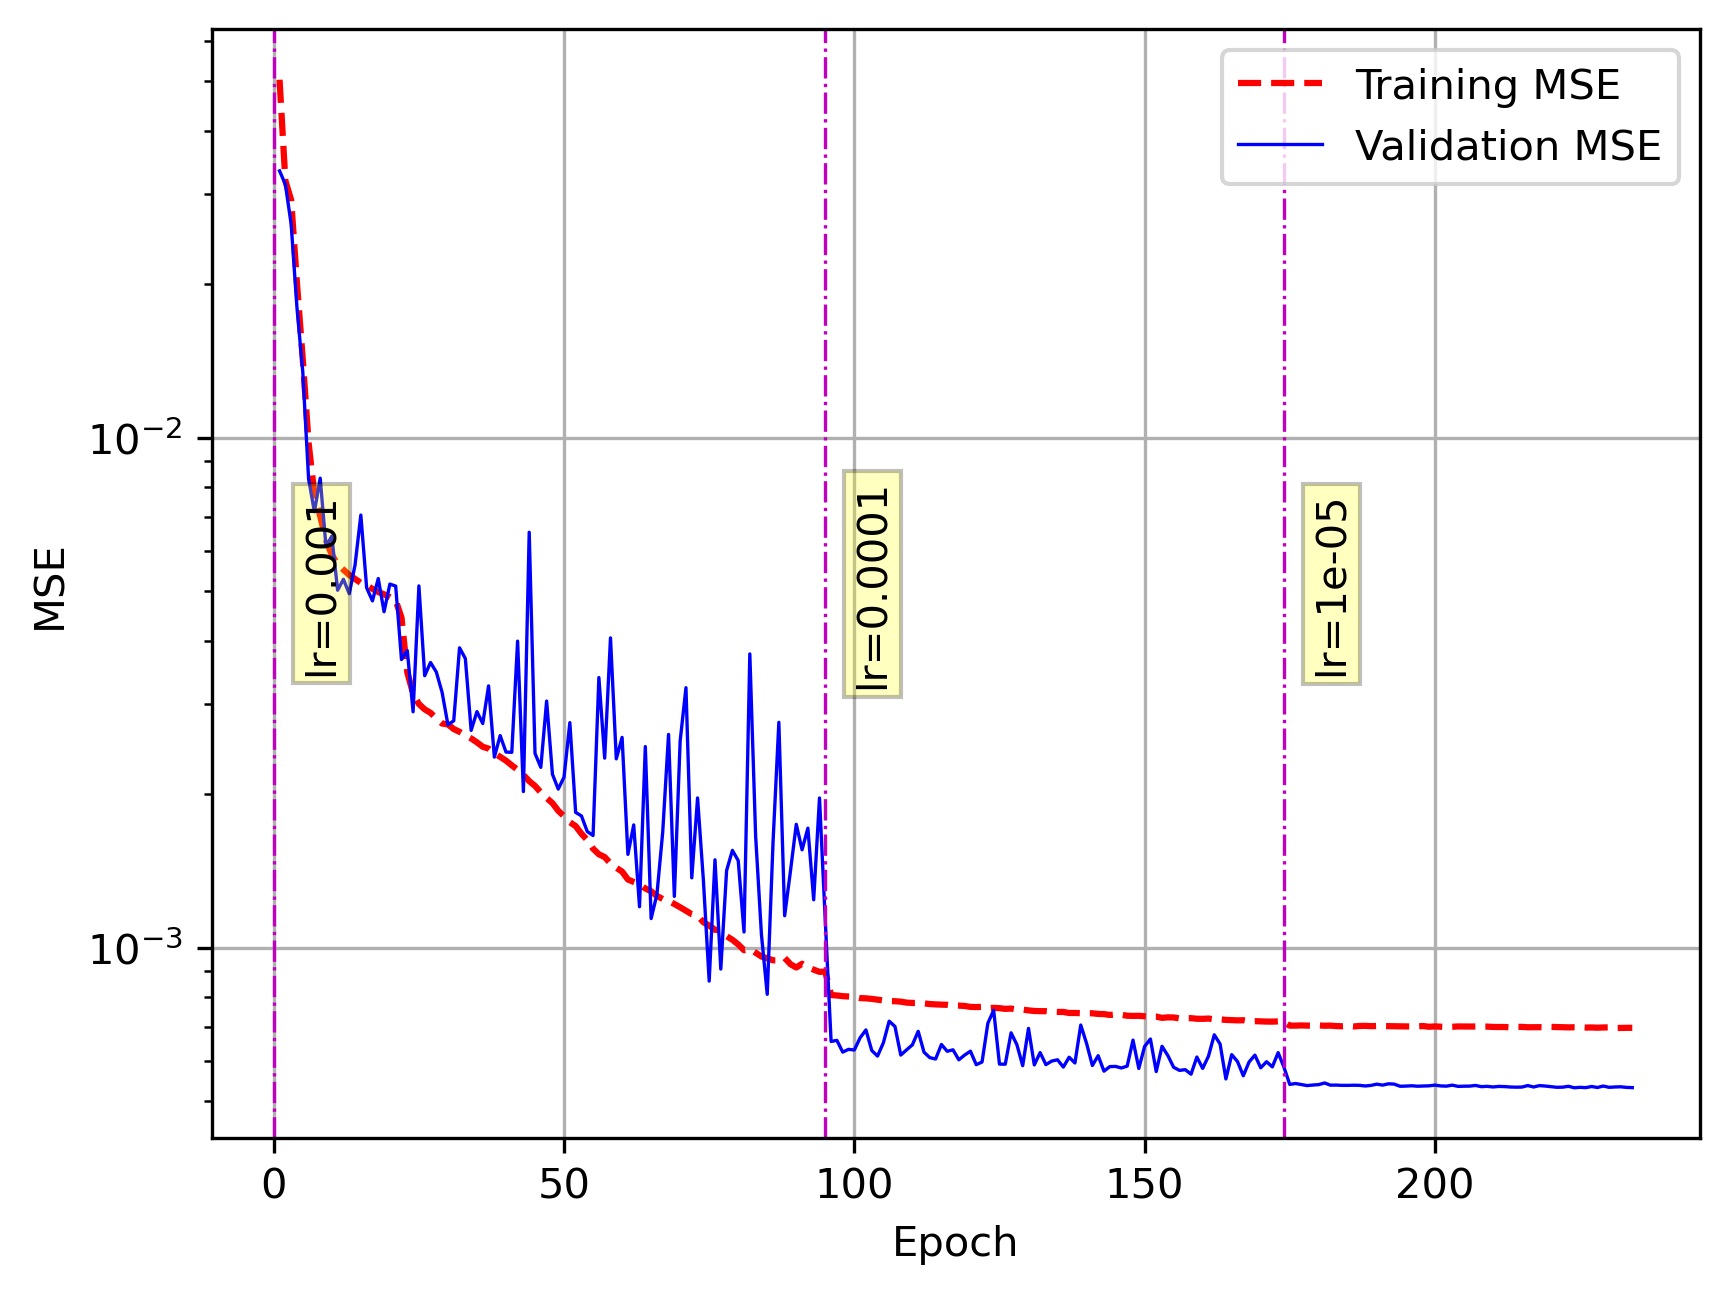 Training MSE
Validation MSE
10⁻²
10⁻³
MSE
lr=0.001
lr=0.0001
lr=1e-05
0
50
100
150
200
Epoch